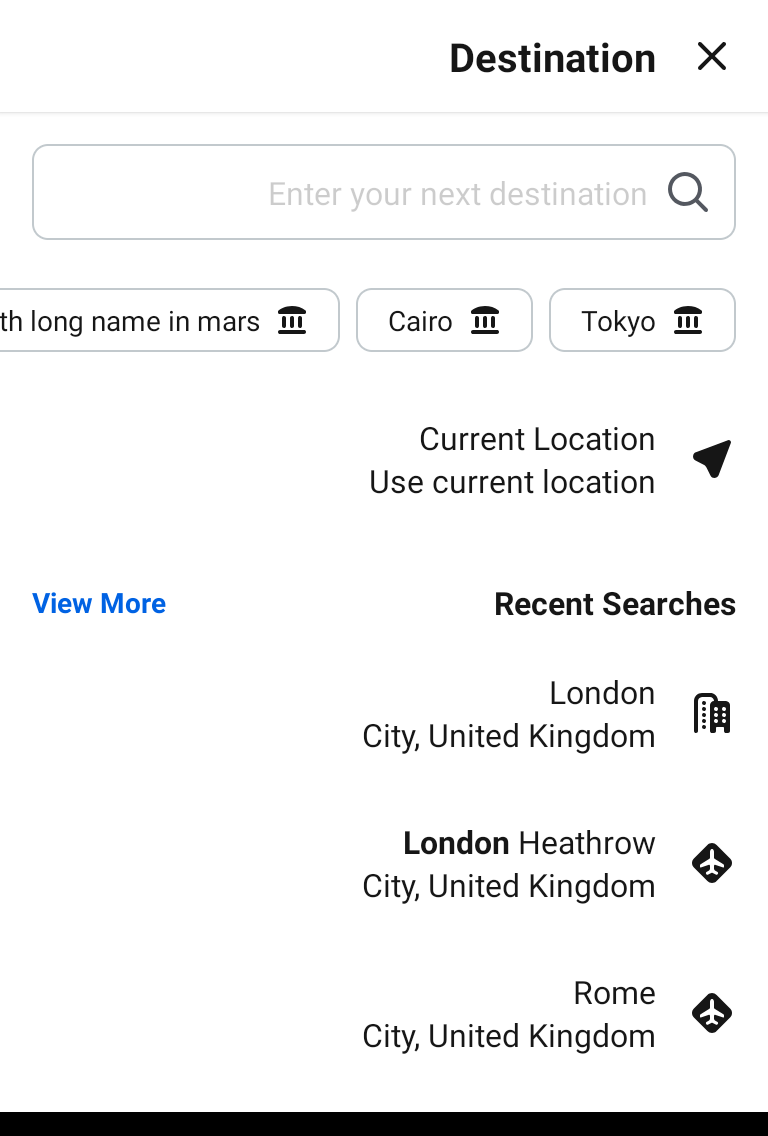 Destination
Enter your next destination
Tokyo
Cairo
long name in mars
Current Location
Use current location
Recent Searches
View More
London
City, United Kingdom
London Heathrow
City, United Kingdom
Rome
City, United Kingdom